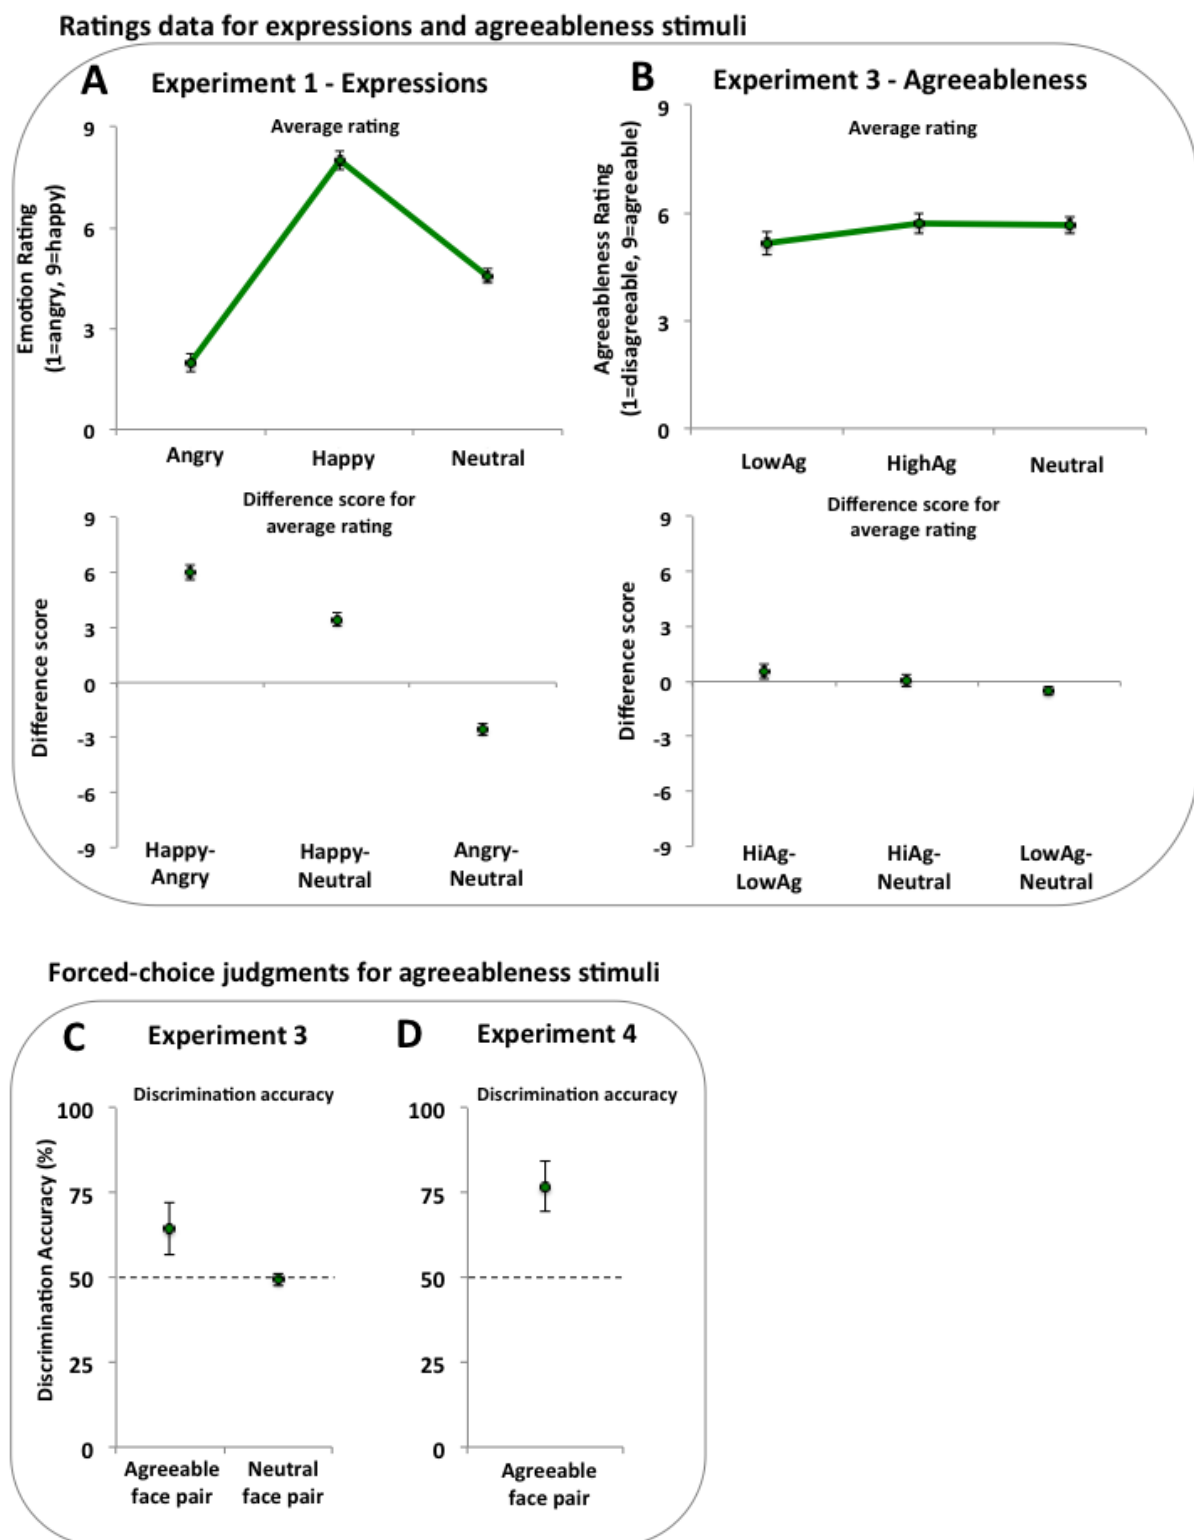 Ratings data for expressions and agreeableness stimuli
A
Experiment 1 - Expressions
Average rating
Emotion Rating
(1=angry, 9=happy)
9
6
3
0
Angry
Happy
Neutral
Difference score for
average rating
Difference score
9
6
3
0
-3
-6
-9
Happy-
Angry
Happy-
Neutral
Angry-
Neutral
B
Experiment 3 - Agreeableness
Average rating
Agreeableness Rating
(1=disagreeable, 9=agreeable)
9
6
3
0
LowAg
HighAg
Neutral
Difference score for
average rating
Difference score
9
6
3
0
-3
-6
-9
HiAg-
LowAg
HiAg-
Neutral
LowAg-
Neutral
Forced-choice judgments for agreeableness stimuli
C
Experiment 3
Discrimination accuracy
Discrimination Accuracy (%)
100
75
50
25
0
Agreeable
face pair
Neutral
face pair
D
Experiment 4
Discrimination accuracy
100
75
50
25
0
Agreeable
face pair